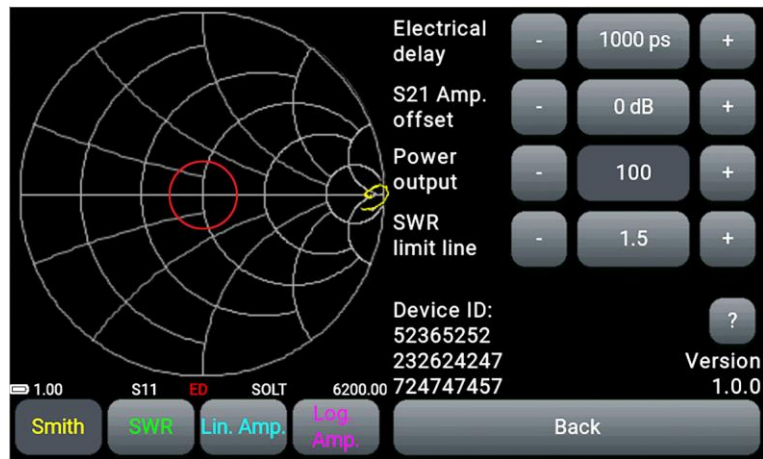 Electrical
delay
-
1000 ps
+
S21 Amp.
offset
-
0 dB
+
Power
output
-
100
+
SWR
limit line
-
1.5
+
Device ID:
52365252
232624247
724747457
?
Version
1.0.0
1.00
S11
ED
SOLT
6200.00
Smith
SWR
Lin. Amp.
Log.
Amp.
Back